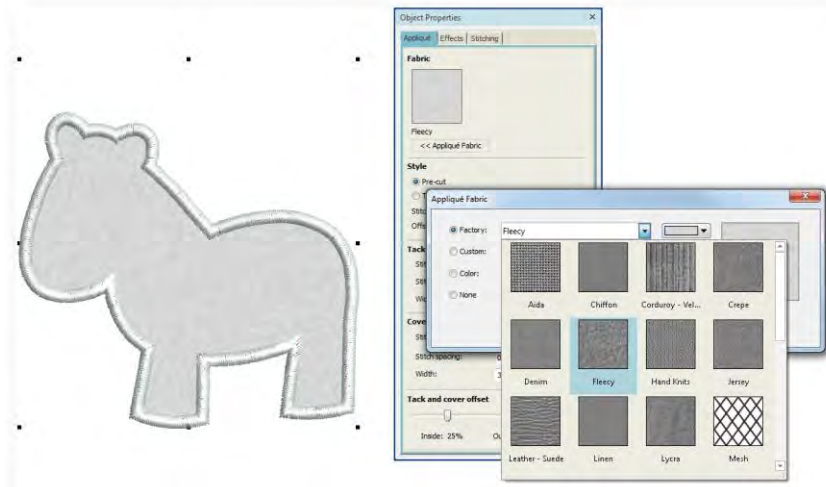 Object Properties
Appliqué Effects Stitching
Fabric
Fleecy
<< Appliqué Fabric
Style
Pre-cut
Tack
Cover
Stitch spacing:
Width:
Tack and cover offset
Inside: 25%
Appliqué Fabric
Factory: Fleecy
Custom:
Color:
None
Aida Chiffon Corduroy - Vel... Crepe
Denim Fleecy Hand Knits Jersey
Leather - Suede Linen Lycra Mesh